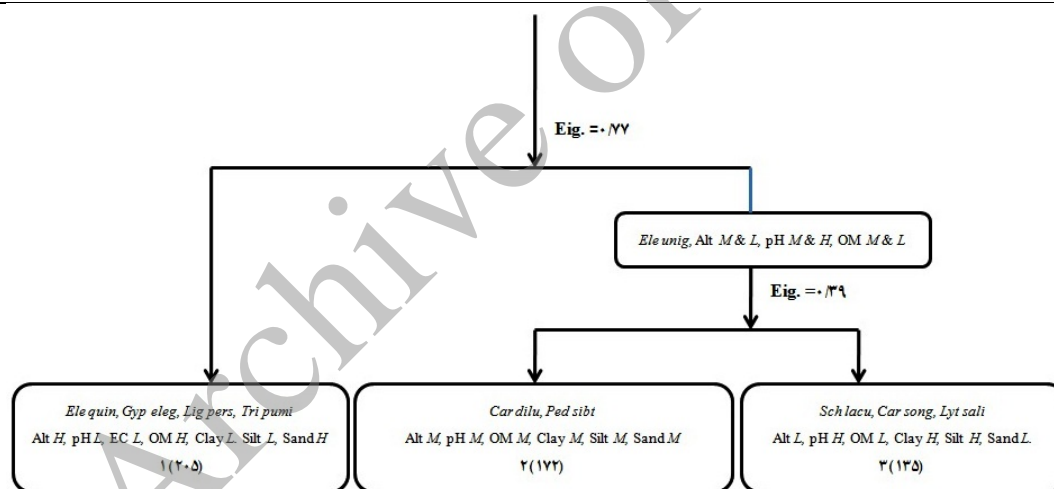 Archive of
Eig. =۰/۷۷
Ele unig, Alt M & L, pH M & H, OM M & L
Eig. =۰/۳۹
Ele quin, Gyp eleg, Lig pers, Tri pumi
Alt H, pH L, EC L, OM H, Clay L. Silt L, Sand H
۱(۲۰۵)
Car dilu, Ped sibt
Alt M, pH M, OM M, Clay M, Silt M, Sand M
۲(۱۷۲)
Sch lacu, Car song, Lyt sali
Alt L, pH H, OM L, Clay H, Silt H, Sand L.
۳(۱۳۵)